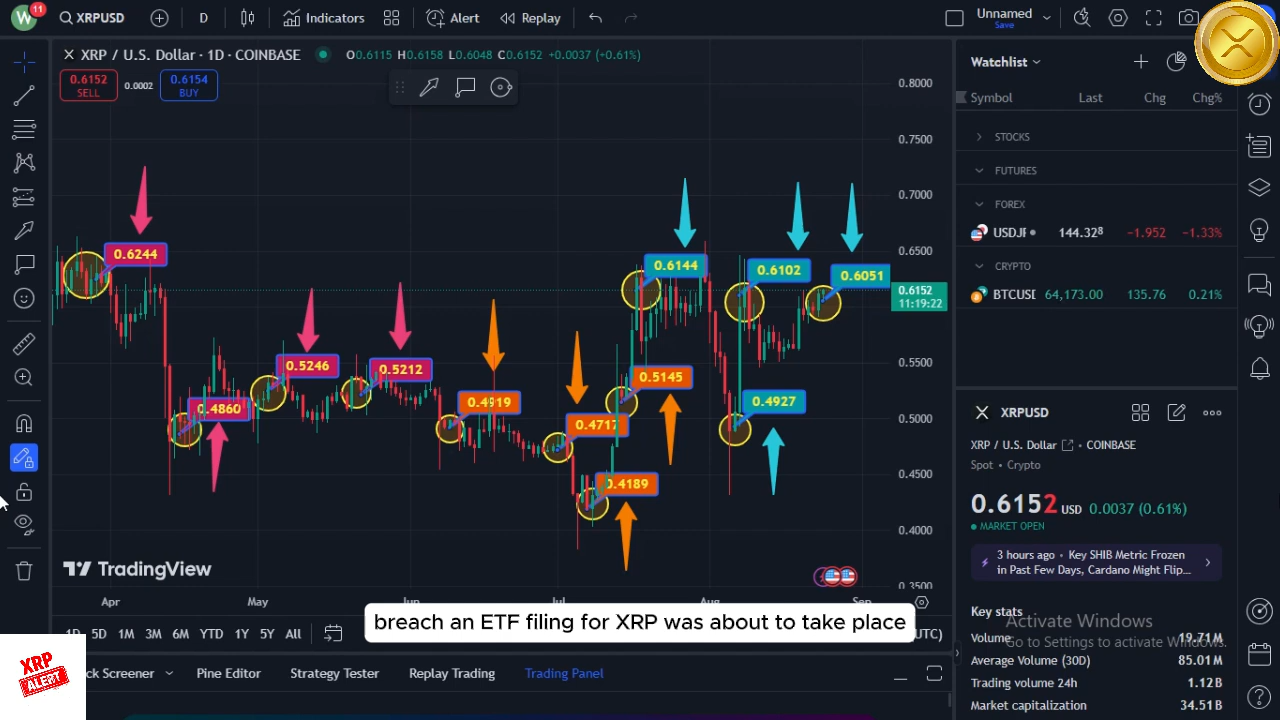 W 11 XRPUSD D Indicators Alert Replay Unnamed
Save
XRP / U.S. Dollar · 1D · COINBASE O0.6115 H0.6158 L0.6048 C0.6152 +0.0037 (+0.61%)
0.6152
SELL
0.0002
0.6154
BUY
0.8000
0.7500
0.7000
0.6500
0.6152
11:19:22
0.5500
0.5000
0.4500
0.4000
0.3500
0.6244
0.4860
0.5246
0.5212
0.4919
0.4717
0.4189
0.5145
0.6144
0.6102
0.4927
0.6051
TradingView
Apr May Jun Jul Aug Sep
breach an ETF filing for XRP was about to take place
1D 5D 1M 3M 6M YTD 1Y 5Y All UTC)
XRP
ALERT
ck Screener Pine Editor Strategy Tester Replay Trading Trading Panel
Watchlist
Symbol Last Chg Chg%
STOCKS
FUTURES
FOREX
USDJF 144.328 −1.952 −1.33%
CRYPTO
BTCUSD 64,173.00 135.76 0.21%
XRPUSD
XRP / U.S. Dollar · COINBASE
Spot • Crypto
0.6152 USD 0.0037 (0.61%)
MARKET OPEN
3 hours ago • Key SHIB Metric Frozen
in Past Few Days, Cardano Might Flip...
Key stats
Activate Windows
Go to Settings to activate Windows.
Volume 19.71M
Average Volume (30D) 85.01M
Trading volume 24h 1.12B
Market capitalization 34.51B